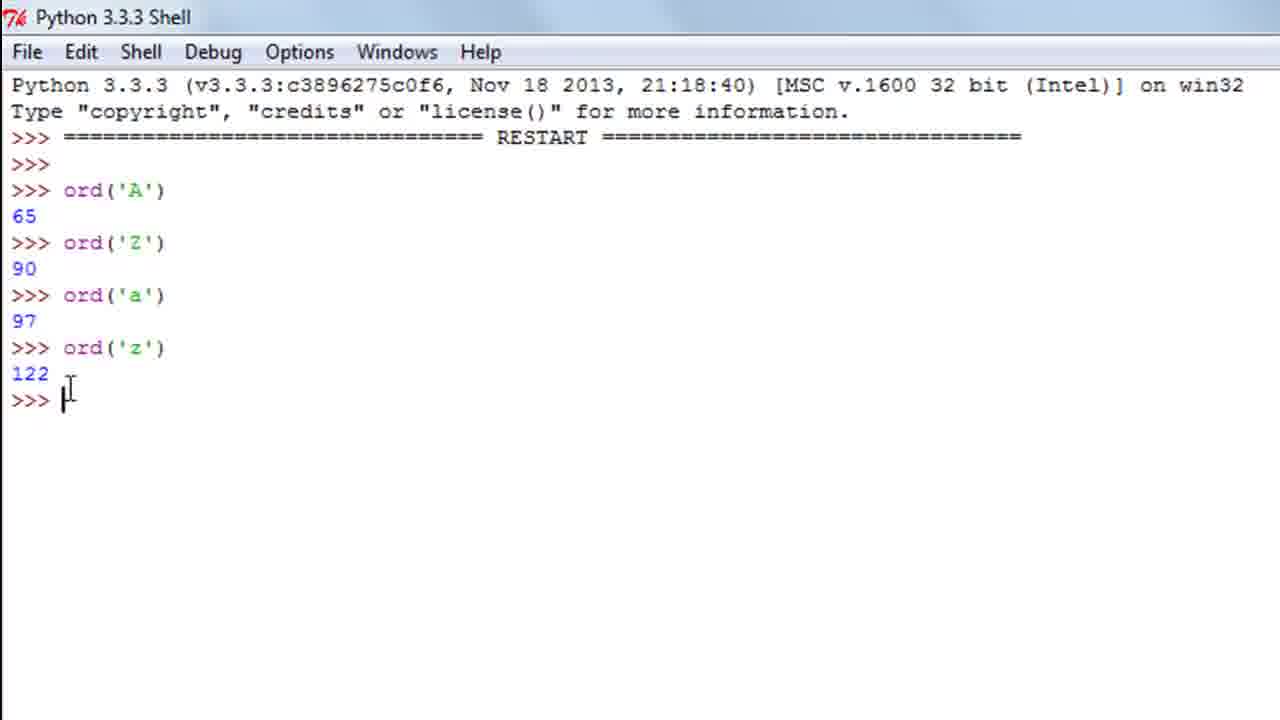 Python 3.3.3 Shell
File Edit Shell Debug Options Windows Help
Python 3.3.3 (v3.3.3:c3896275c0f6, Nov 18 2013, 21:18:40) [MSC v.1600 32 bit (Intel)] on win32
Type "copyright", "credits" or "license()" for more information.
>>> ================================ RESTART ================================
>>>
>>> ord('A')
65
>>> ord('Z')
90
>>> ord('a')
97
>>> ord('z')
122
>>>